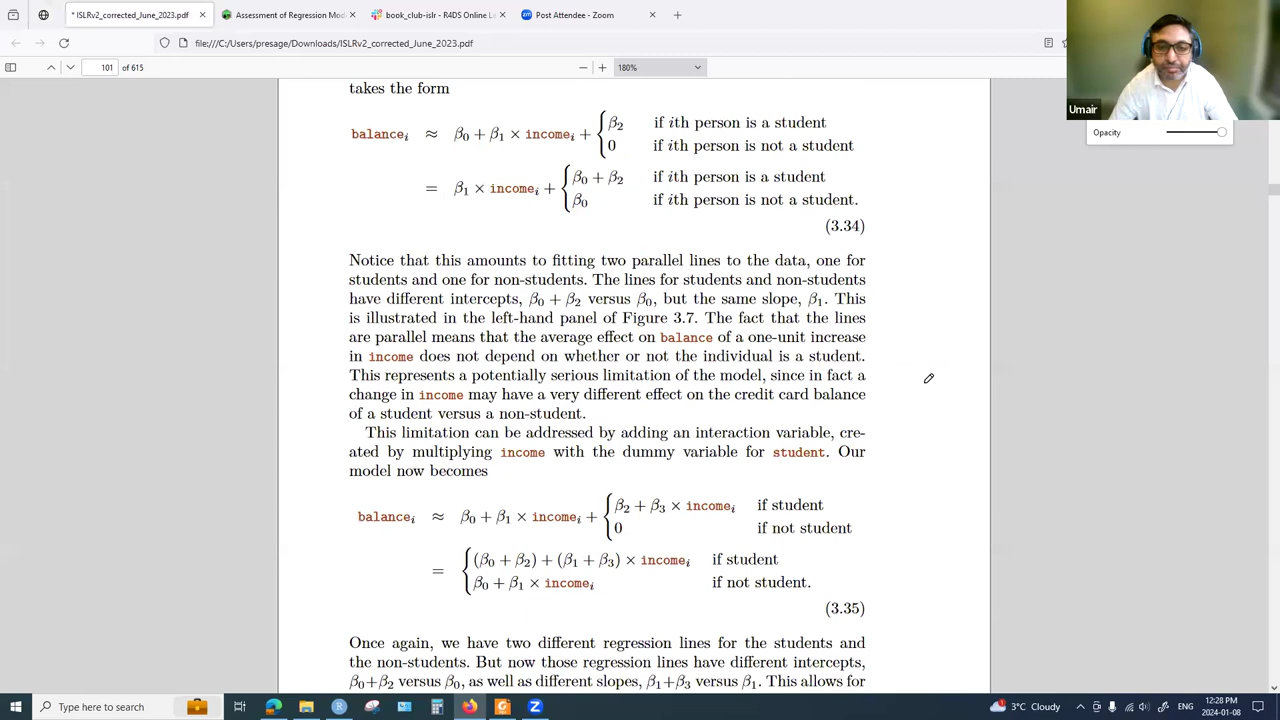 * ISLRv2_corrected_June_2023.pdf
Assessment of Regression Mode
book_club-islr - R4DS Online Le
Post Attendee - Zoom
file:///C:/Users/presage/Downloads/ISLRv2_corrected_June_2023.pdf
101 of 615
180%
Umair
Opacity
takes the form
balanceᵢ ≈ β₀ + β₁ × incomeᵢ + { β₂ if ith person is a student
0 if ith person is not a student
= β₁ × incomeᵢ + { β₀ + β₂ if ith person is a student
β₀ if ith person is not a student.
(3.34)
Notice that this amounts to fitting two parallel lines to the data, one for
students and one for non-students. The lines for students and non-students
have different intercepts, β₀ + β₂ versus β₀, but the same slope, β₁. This
is illustrated in the left-hand panel of Figure 3.7. The fact that the lines
are parallel means that the average effect on balance of a one-unit increase
in income does not depend on whether or not the individual is a student.
This represents a potentially serious limitation of the model, since in fact a
change in income may have a very different effect on the credit card balance
of a student versus a non-student.
This limitation can be addressed by adding an interaction variable, cre-
ated by multiplying income with the dummy variable for student. Our
model now becomes
balanceᵢ ≈ β₀ + β₁ × incomeᵢ + { β₂ + β₃ × incomeᵢ if student
0 if not student
= { (β₀ + β₂) + (β₁ + β₃) × incomeᵢ if student
β₀ + β₁ × incomeᵢ if not student.
(3.35)
Once again, we have two different regression lines for the students and
the non-students. But now those regression lines have different intercepts,
β₀+β₂ versus β₀, as well as different slopes, β₁+β₃ versus β₁. This allows for
Type here to search
3°C Cloudy
ENG
12:28 PM
2024-01-08